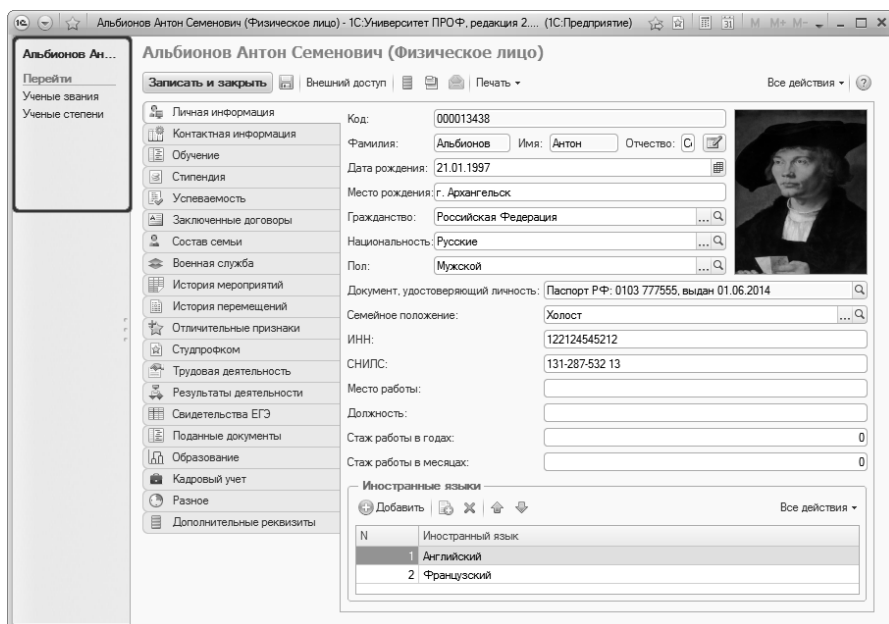 Альбионов Антон Семенович (Физическое лицо) - 1С:Университет ПРОФ, редакция 2.... (1С:Предприятие)
M M+ M-
Альбионов Ан...
Перейти
Ученые звания
Ученые степени
Альбионов Антон Семенович (Физическое лицо)
Записать и закрыть Внешний доступ Печать Все действия
Личная информация
Контактная информация
Обучение
Стипендия
Успеваемость
Заключенные договоры
Состав семьи
Военная служба
История мероприятий
История перемещений
Отличительные признаки
Студпрофком
Трудовая деятельность
Результаты деятельности
Свидетельства ЕГЭ
Поданные документы
Образование
Кадровый учет
Разное
Дополнительные реквизиты
Код: 000013438
Фамилия: Альбионов Имя: Антон Отчество: Се
Дата рождения: 21.01.1997
Место рождения: г. Архангельск
Гражданство: Российская Федерация ...
Национальность: Русские ...
Пол: Мужской ...
Документ, удостоверяющий личность: Паспорт РФ: 0103 777555, выдан 01.06.2014
Семейное положение: Холост ...
ИНН: 122124545212
СНИПС: 131-287-532 13
Место работы:
Должность:
Стаж работы в годах: 0
Стаж работы в месяцах: 0
Иностранные языки
Добавить Все действия
N Иностранный язык
1 Английский
2 Французский